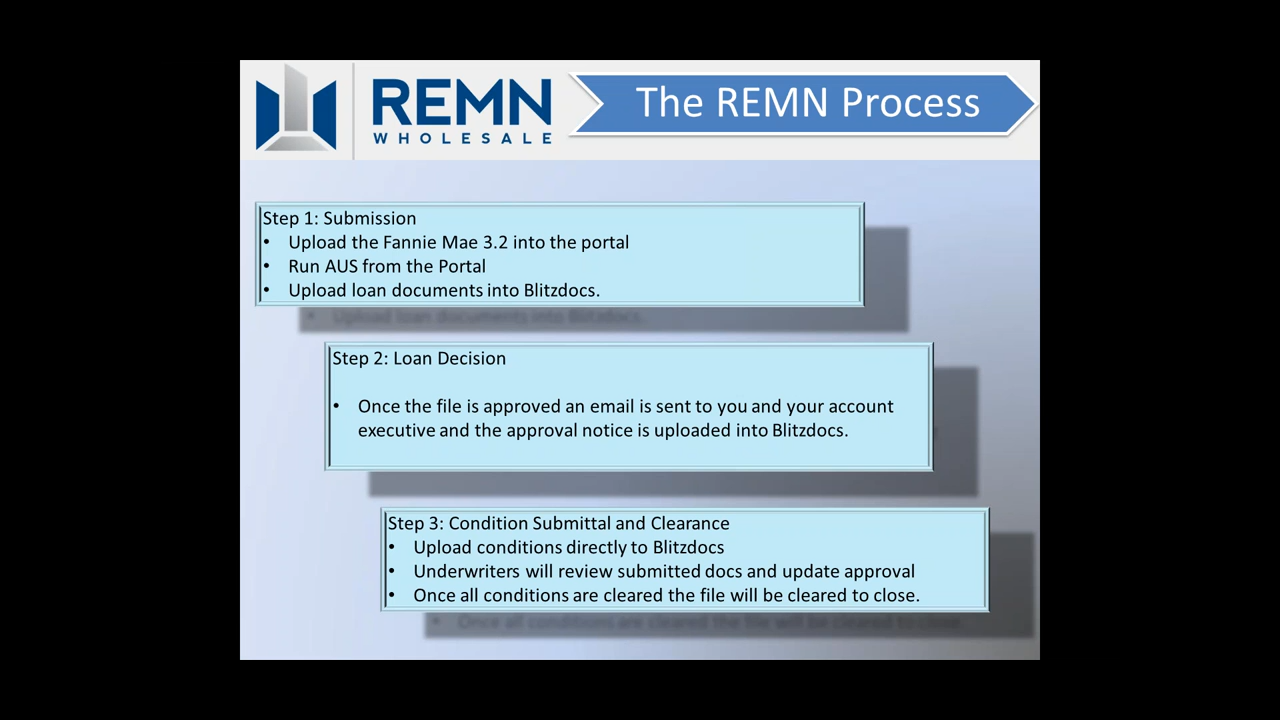 REMN
WHOLESALE
The REMN Process
Step 1: Submission
• Upload the Fannie Mae 3.2 into the portal
• Run AUS from the Portal
• Upload loan documents into Blitzdocs.
Step 2: Loan Decision
• Once the file is approved an email is sent to you and your account
executive and the approval notice is uploaded into Blitzdocs.
Step 3: Condition Submittal and Clearance
• Upload conditions directly to Blitzdocs
• Underwriters will review submitted docs and update approval
• Once all conditions are cleared the file will be cleared to close.